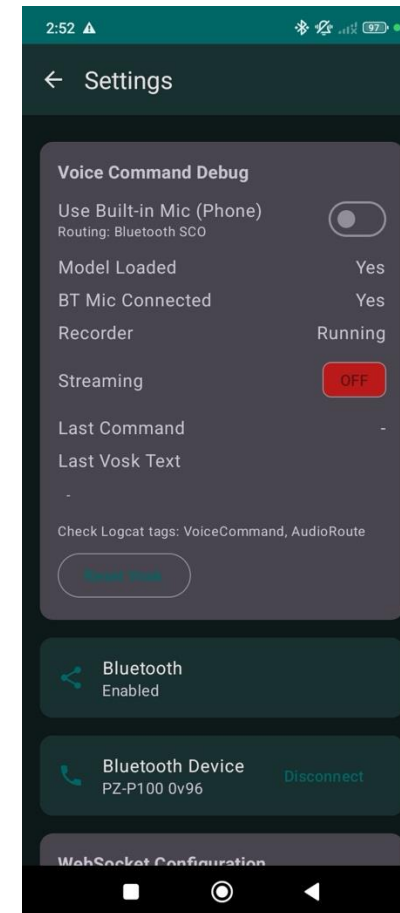 2:52
97
Settings
Voice Command Debug
Use Built-in Mic (Phone)
Routing: Bluetooth SCO
Model Loaded Yes
BT Mic Connected Yes
Recorder Running
Streaming OFF
Last Command -
Last Vosk Text
-
Check Logcat tags: VoiceCommand, AudioRoute
Bluetooth
Enabled
Bluetooth Device
PZ-P100 0v96
Disconnect
WebSocket Configuration